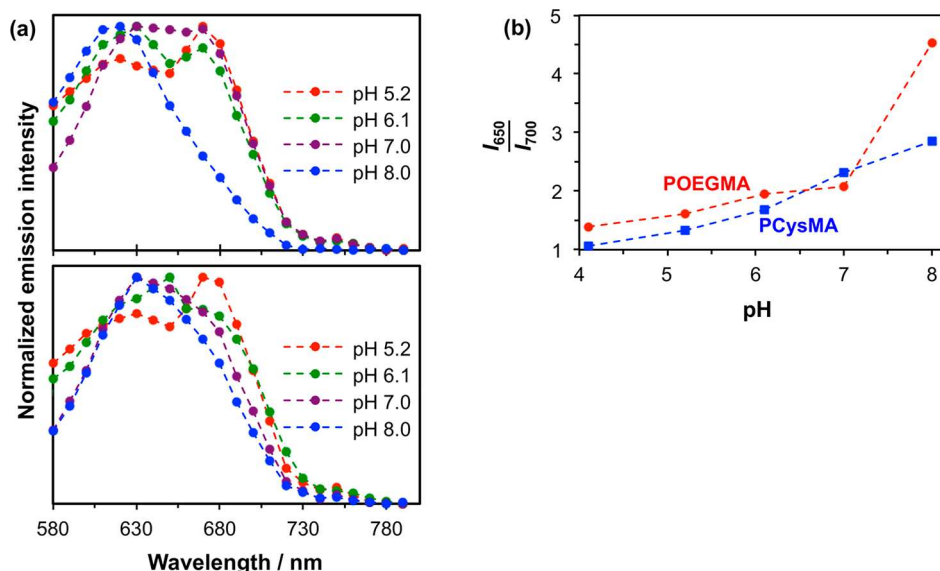 (a)
Normalized emission intensity
pH 5.2
pH 6.1
pH 7.0
pH 8.0
pH 5.2
pH 6.1
pH 7.0
pH 8.0
580 630 680 730 780
Wavelength / nm
(b)
I650
I700
5
4
3
2
1
POEGMA
PCysMA
4 5 6 7 8
pH